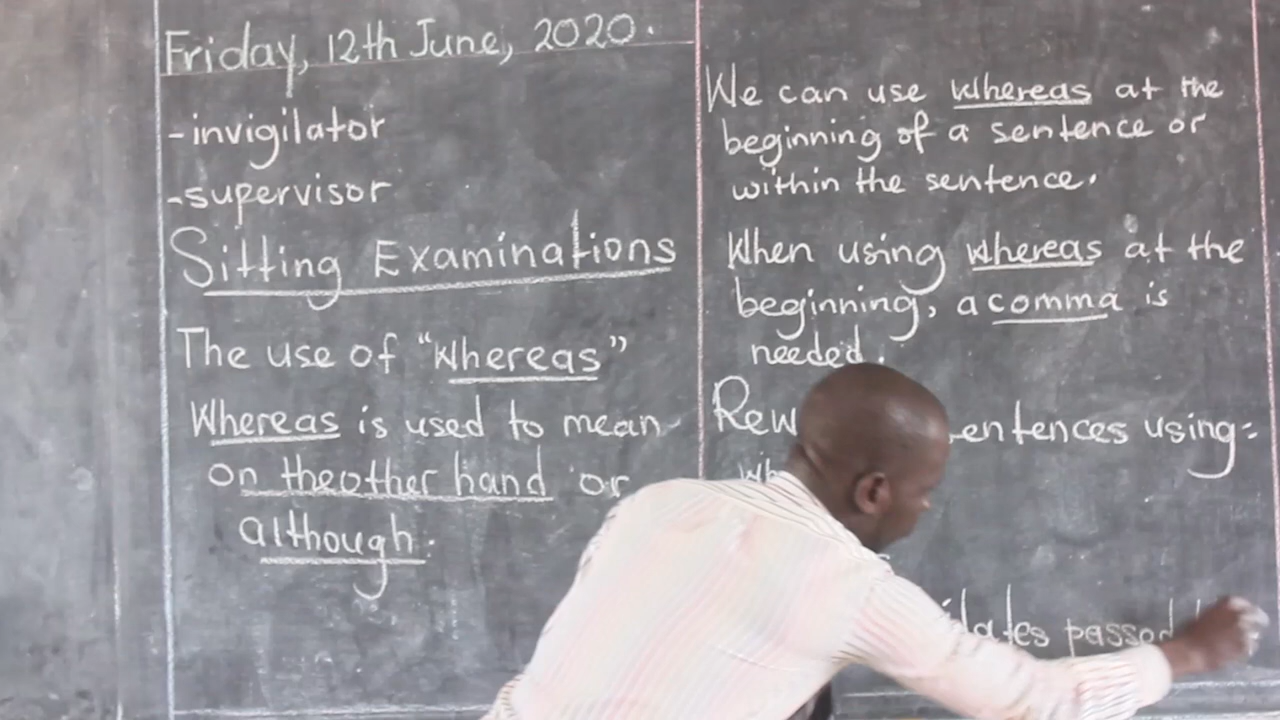 Friday, 12th June, 2020.
-invigilator
-supervisor
Sitting Examinations
The use of "Whereas"
Whereas is used to mean
on the other hand or
although.
We can use whereas at the
beginning of a sentence or
within the sentence.
When using whereas at the
beginning, a comma is
needed.
using:
passed